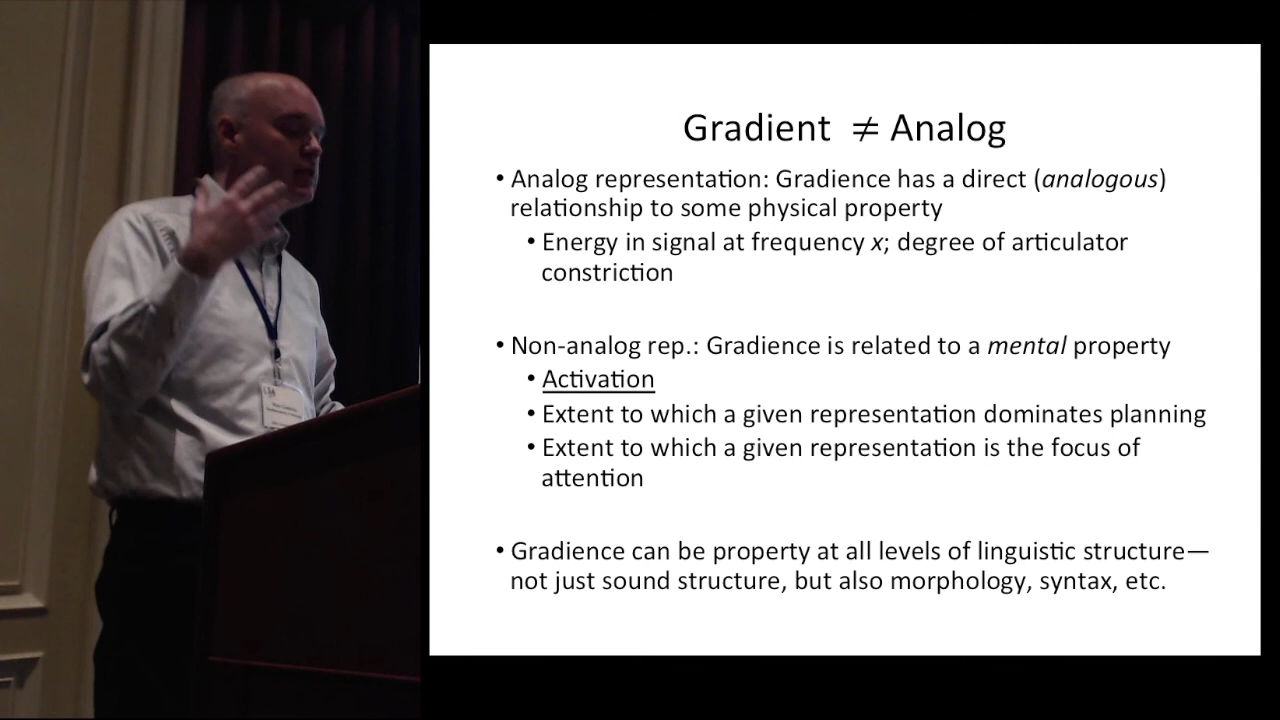 Gradient ≠ Analog
• Analog representation: Gradience has a direct (analogous)
relationship to some physical property
• Energy in signal at frequency x; degree of articulator
constriction
• Non-analog rep.: Gradience is related to a mental property
• Activation
• Extent to which a given representation dominates planning
• Extent to which a given representation is the focus of
attention
• Gradience can be property at all levels of linguistic structure—
not just sound structure, but also morphology, syntax, etc.